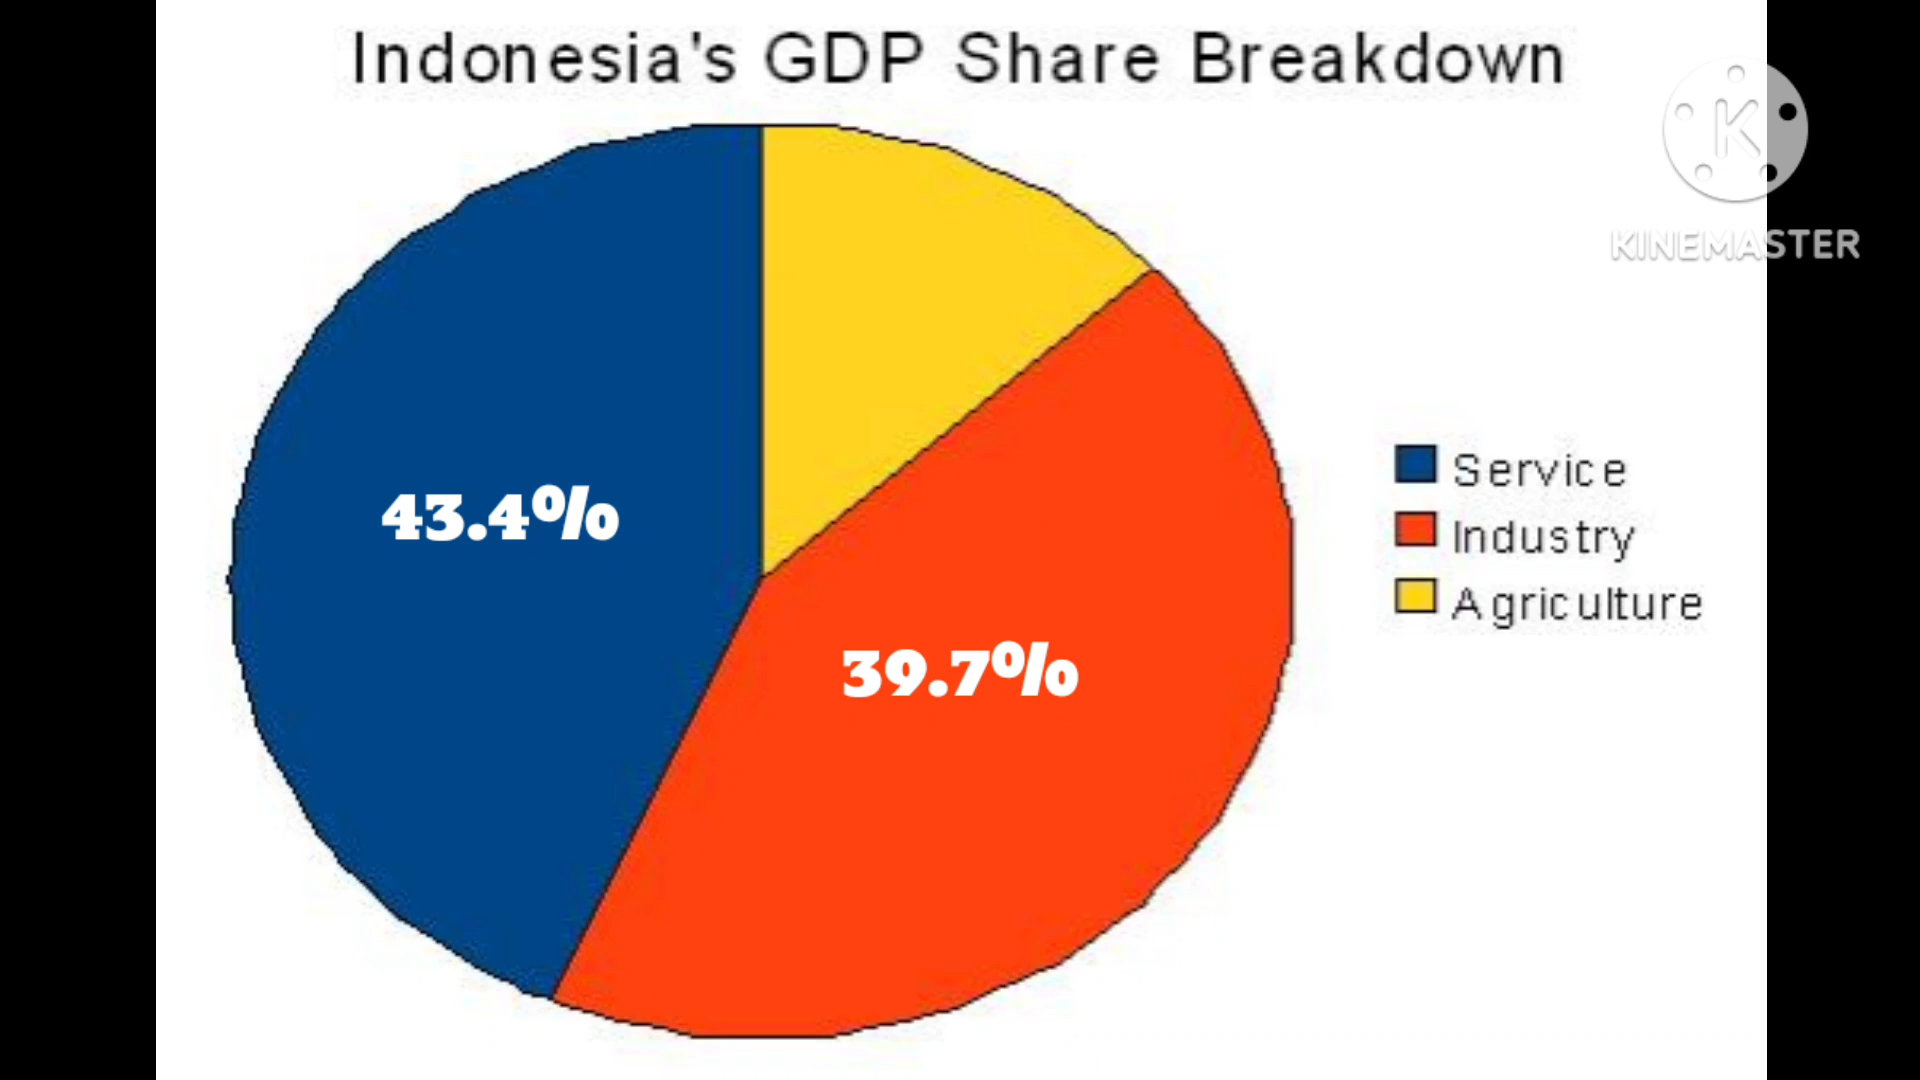 Indonesia's GDP Share Breakdown
K
KINEMASTER
43.4%
39.7%
Service
Industry
Agriculture